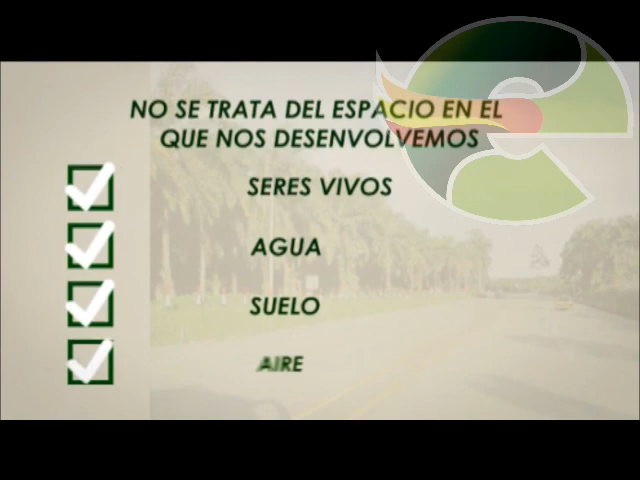 NO SE TRATA DEL ESPACIO EN EL
QUE NOS DESENVOLVEMOS
SERES VIVOS
AGUA
SUELO
AIRE